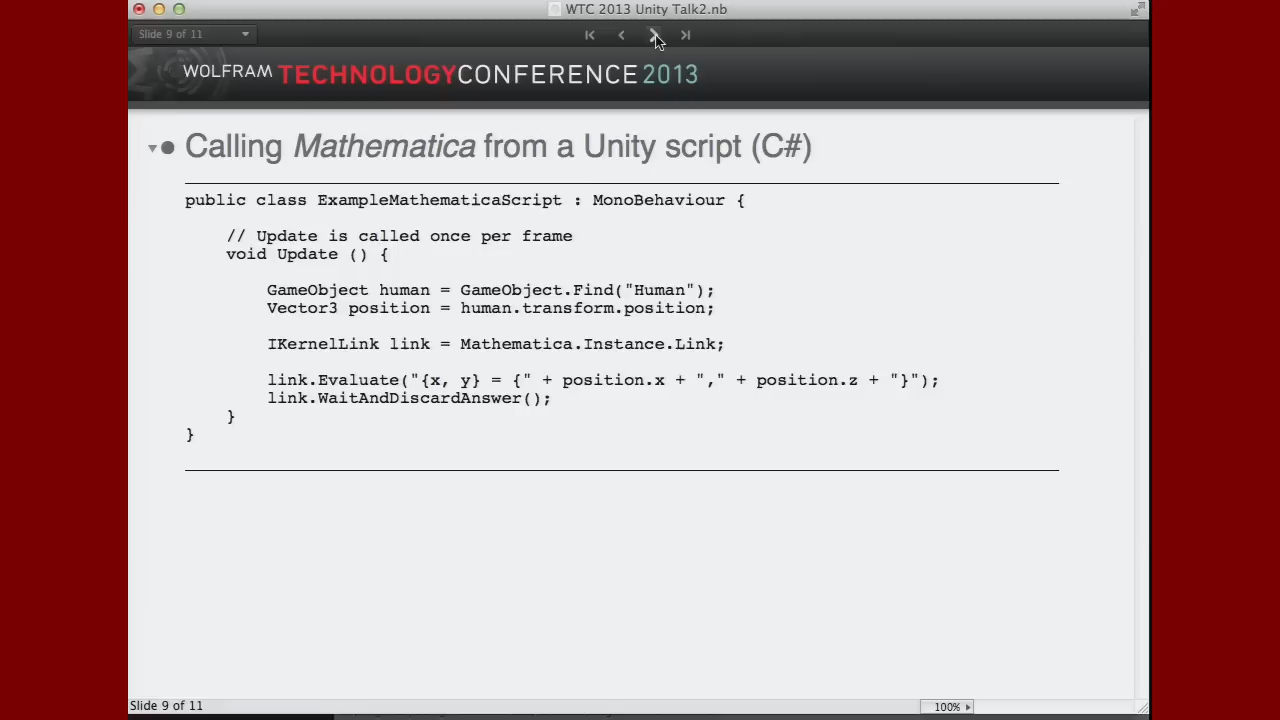 WTC 2013 Unity Talk2.nb
Slide 9 of 11
WOLFRAM TECHNOLOGYCONFERENCE 2013
Calling Mathematica from a Unity script (C#)
public class ExampleMathematicaScript : MonoBehaviour {
// Update is called once per frame
void Update () {
GameObject human = GameObject.Find("Human");
Vector3 position = human.transform.position;
IKernelLink link = Mathematica.Instance.Link;
link.Evaluate("{x, y} = {" + position.x + "," + position.z + "}");
link.WaitAndDiscardAnswer();
}
}
Slide 9 of 11
100%